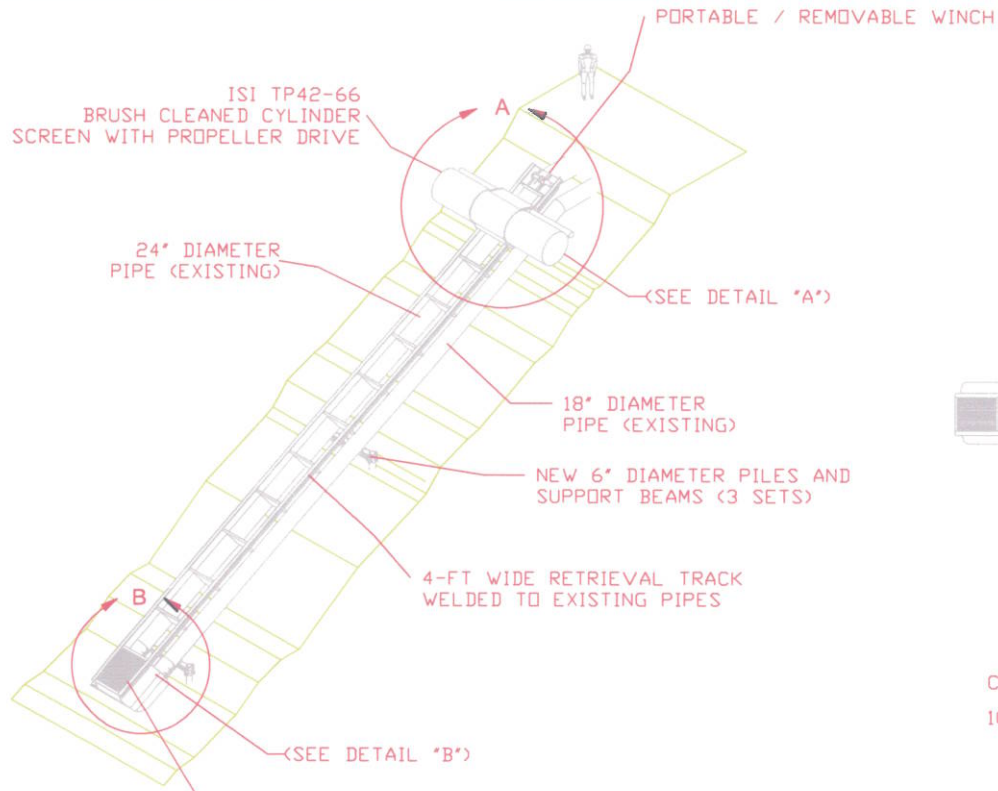 PORTABLE / REMOVABLE WINCH
ISI TP42-66
BRUSH CLEANED CYLINDER
SCREEN WITH PROPELLER DRIVE
A
24" DIAMETER
PIPE (EXISTING)
(SEE DETAIL "A")
18" DIAMETER
PIPE (EXISTING)
NEW 6" DIAMETER PILES AND
SUPPORT BEAMS (3 SETS)
4-FT WIDE RETRIEVAL TRACK
WELDED TO EXISTING PIPES
B
(SEE DETAIL "B")